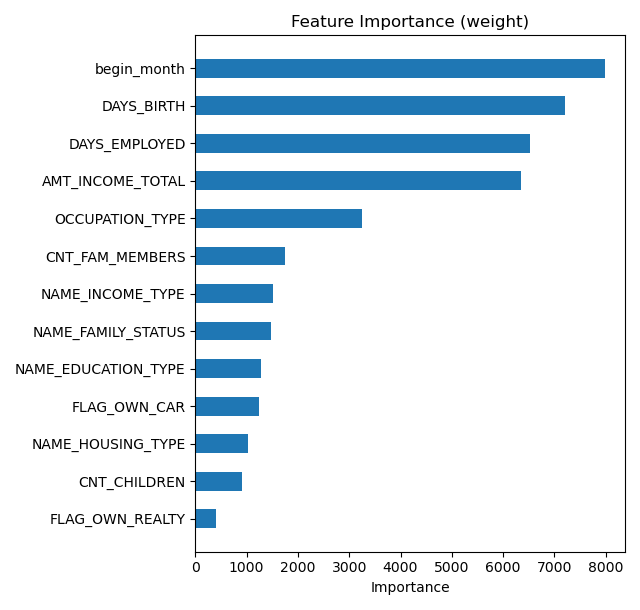 Feature Importance (weight)
begin_month
DAYS_BIRTH
DAYS_EMPLOYED
AMT_INCOME_TOTAL
OCCUPATION_TYPE
CNT_FAM_MEMBERS
NAME_INCOME_TYPE
NAME_FAMILY_STATUS
NAME_EDUCATION_TYPE
FLAG_OWN_CAR
NAME_HOUSING_TYPE
CNT_CHILDREN
FLAG_OWN_REALTY
0 1000 2000 3000 4000 5000 6000 7000 8000
Importance